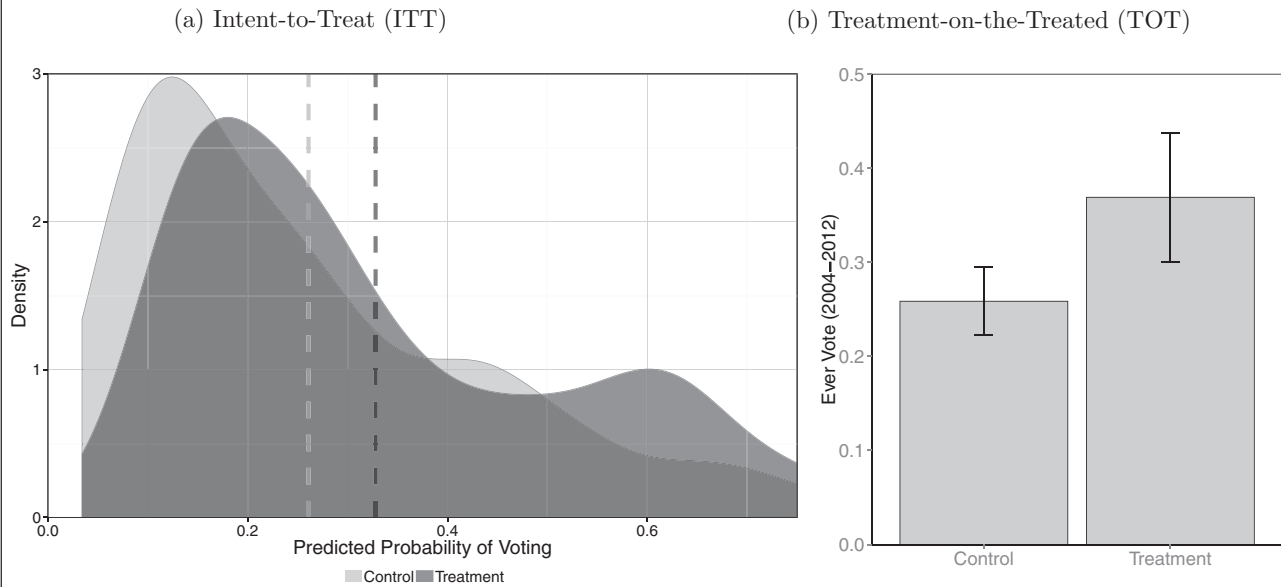 (a) Intent-to-Treat (ITT)
3
2
1
0
Density
0.0
0.2
0.4
0.6
Predicted Probability of Voting
Control Treatment
(b) Treatment-on-the-Treated (TOT)
0.5
0.4
0.3
0.2
0.1
0.0
Ever Vote (2004–2012)
Control
Treatment